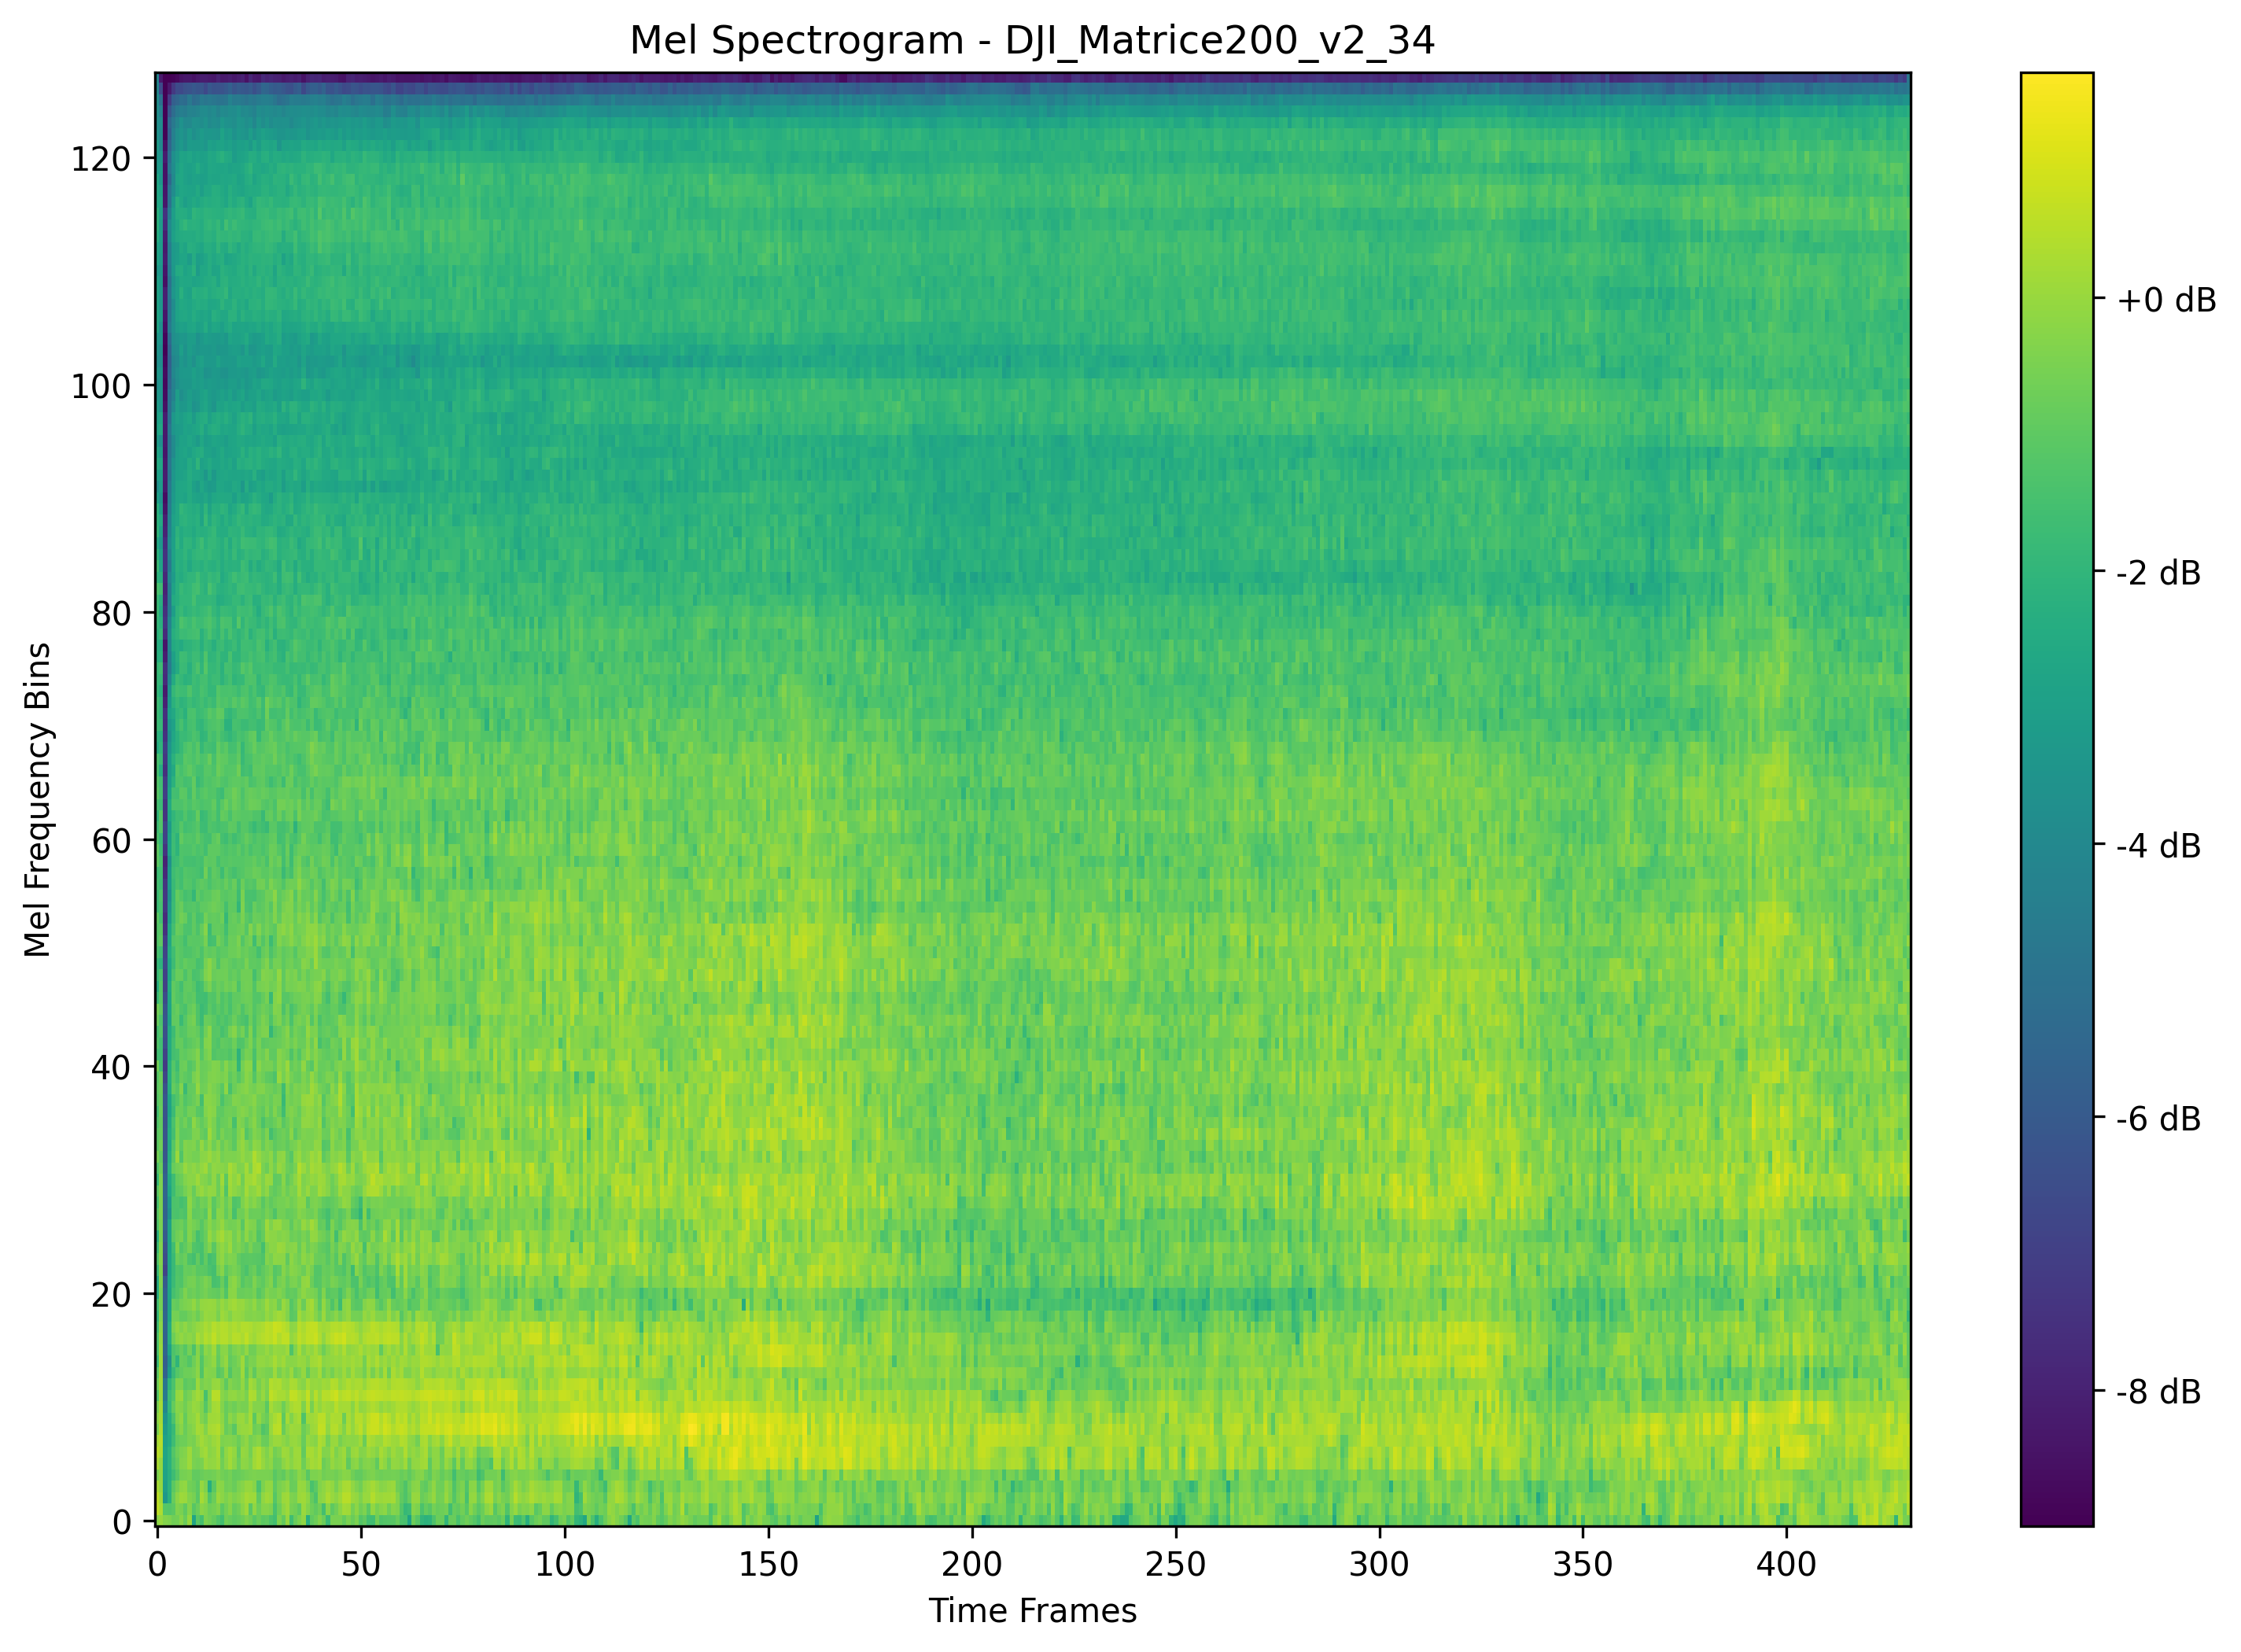 Mel Spectrogram - DJI_Matrice200_v2_34
Mel Frequency Bins
120
100
80
60
40
20
0
0 50 100 150 200 250 300 350 400
Time Frames
+0 dB
-2 dB
-4 dB
-6 dB
-8 dB